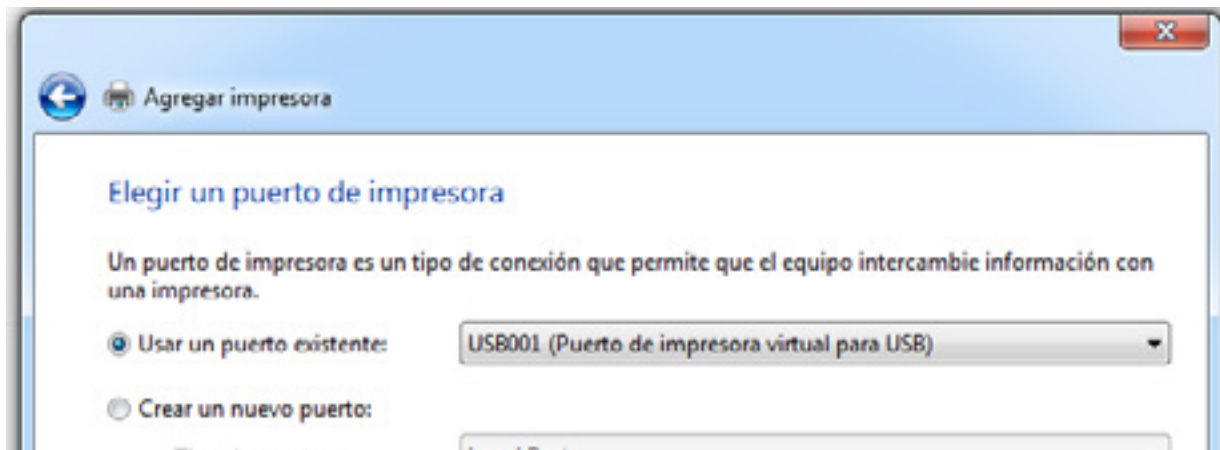 Agregar impresora
Elegir un puerto de impresora
Un puerto de impresora es un tipo de conexión que permite que el equipo intercambie información con
una impresora.
Usar un puerto existente: USB001 (Puerto de impresora virtual para USB)
Crear un nuevo puerto: